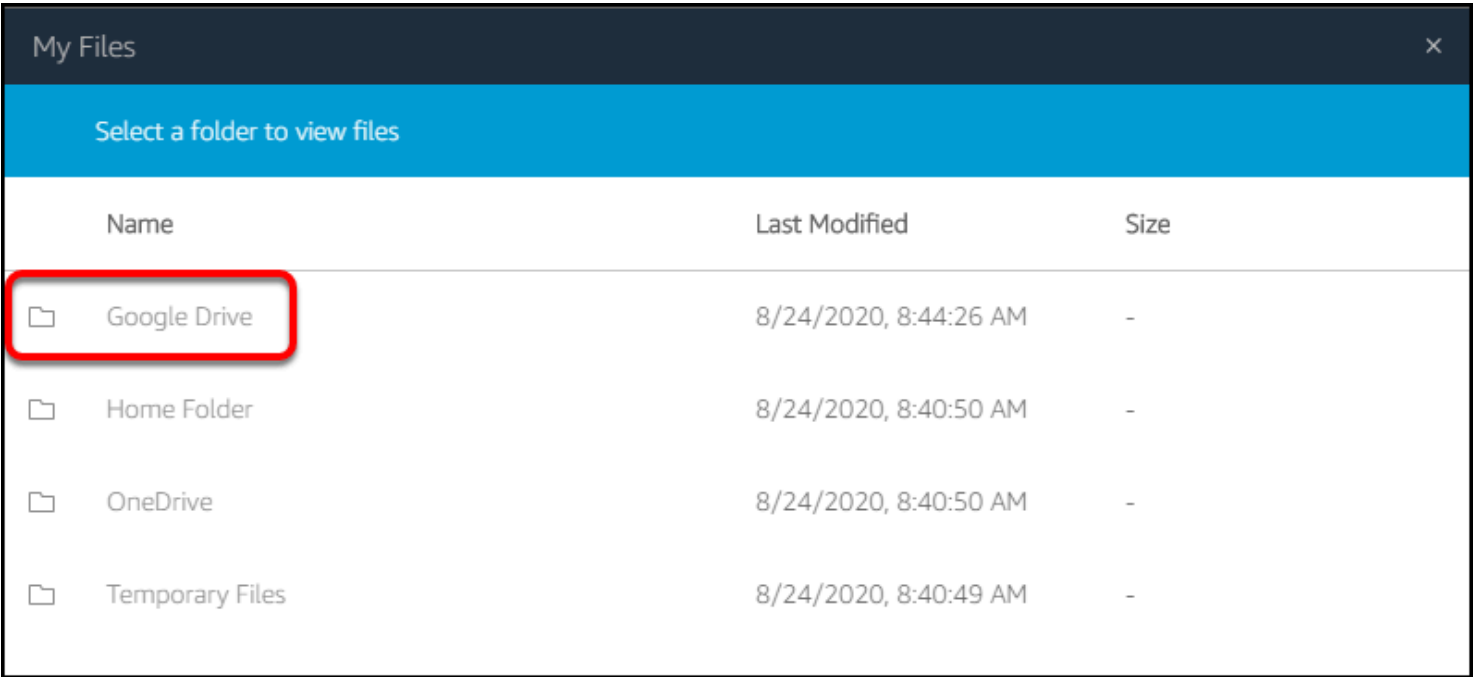 My Files ×
Select a folder to view files
Name Last Modified Size
Google Drive 8/24/2020, 8:44:26 AM -
Home Folder 8/24/2020, 8:40:50 AM -
OneDrive 8/24/2020, 8:40:50 AM -
Temporary Files 8/24/2020, 8:40:49 AM -